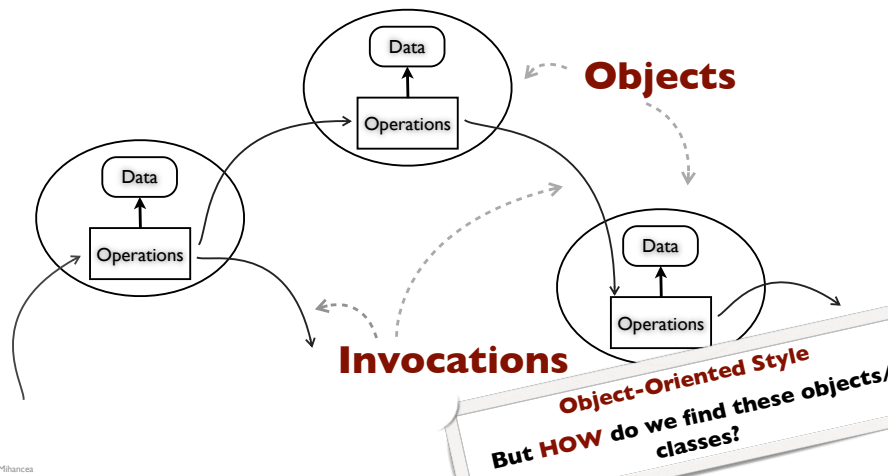 Data
Operations
Objects
Data
Operations
Data
Operations
Invocations
Object-Oriented Style
But HOW do we find these objects/
classes?
Mihancea